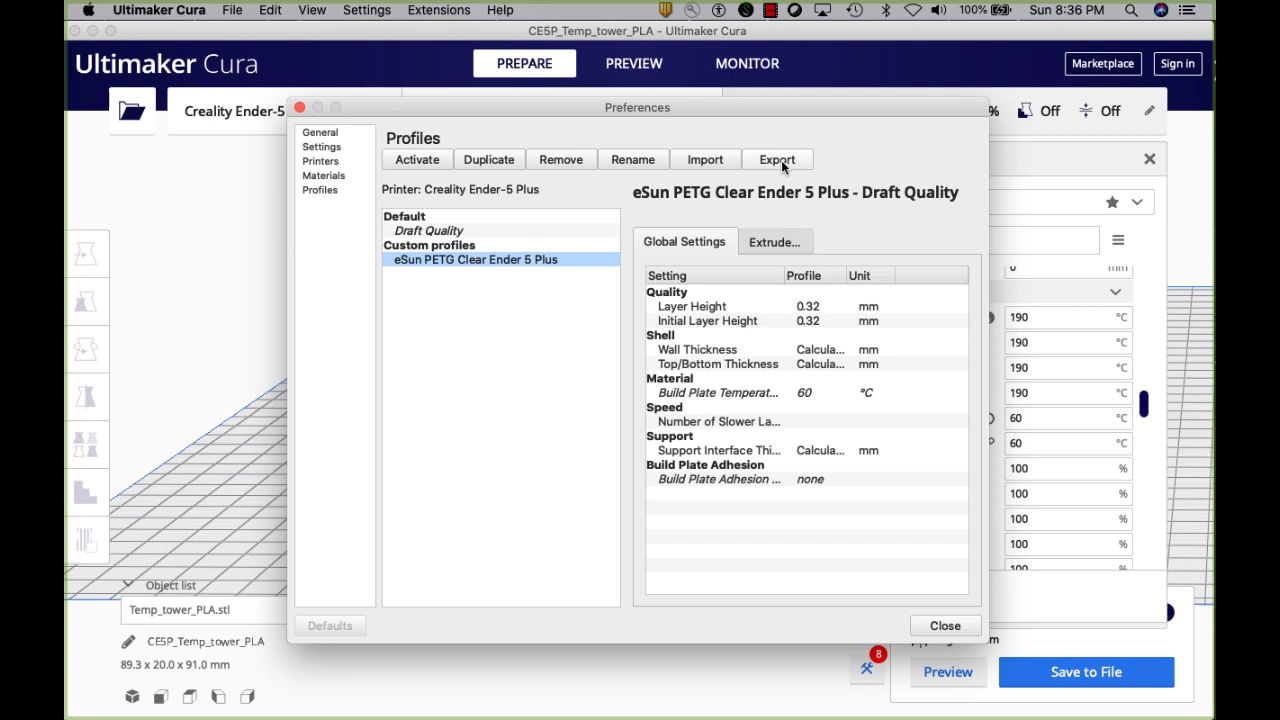 Ultimaker Cura File Edit View Settings Extensions Help 100% Sun 8:36 PM
CE5P_Temp_tower_PLA - Ultimaker Cura
Ultimaker Cura PREPARE PREVIEW MONITOR Marketplace Sign in
Creality Ender-5 % Off Off
Preferences
General
Settings
Printers
Materials
Profiles
Profiles
Activate Duplicate Remove Rename Import Export
Printer: Creality Ender-5 Plus
Default
Draft Quality
Custom profiles
eSun PETG Clear Ender 5 Plus
eSun PETG Clear Ender 5 Plus - Draft Quality
Global Settings Extrude...
Setting Profile Unit
Quality
Layer Height 0.32 mm
Initial Layer Height 0.32 mm
Shell
Wall Thickness Calcula... mm
Top/Bottom Thickness Calcula... mm
Material
Build Plate Temperat... 60 °C
Speed
Number of Slower La...
Support
Support Interface Thi... Calcula... mm
Build Plate Adhesion
Build Plate Adhesion ... none
Defaults Close
190 °C
190 °C
190 °C
190 °C
60 °C
60 °C
100 %
100 %
100 %
100 %
Object list
Temp_tower_PLA.stl
CE5P_Temp_tower_PLA
89.3 x 20.0 x 91.0 mm
8
Preview Save to File